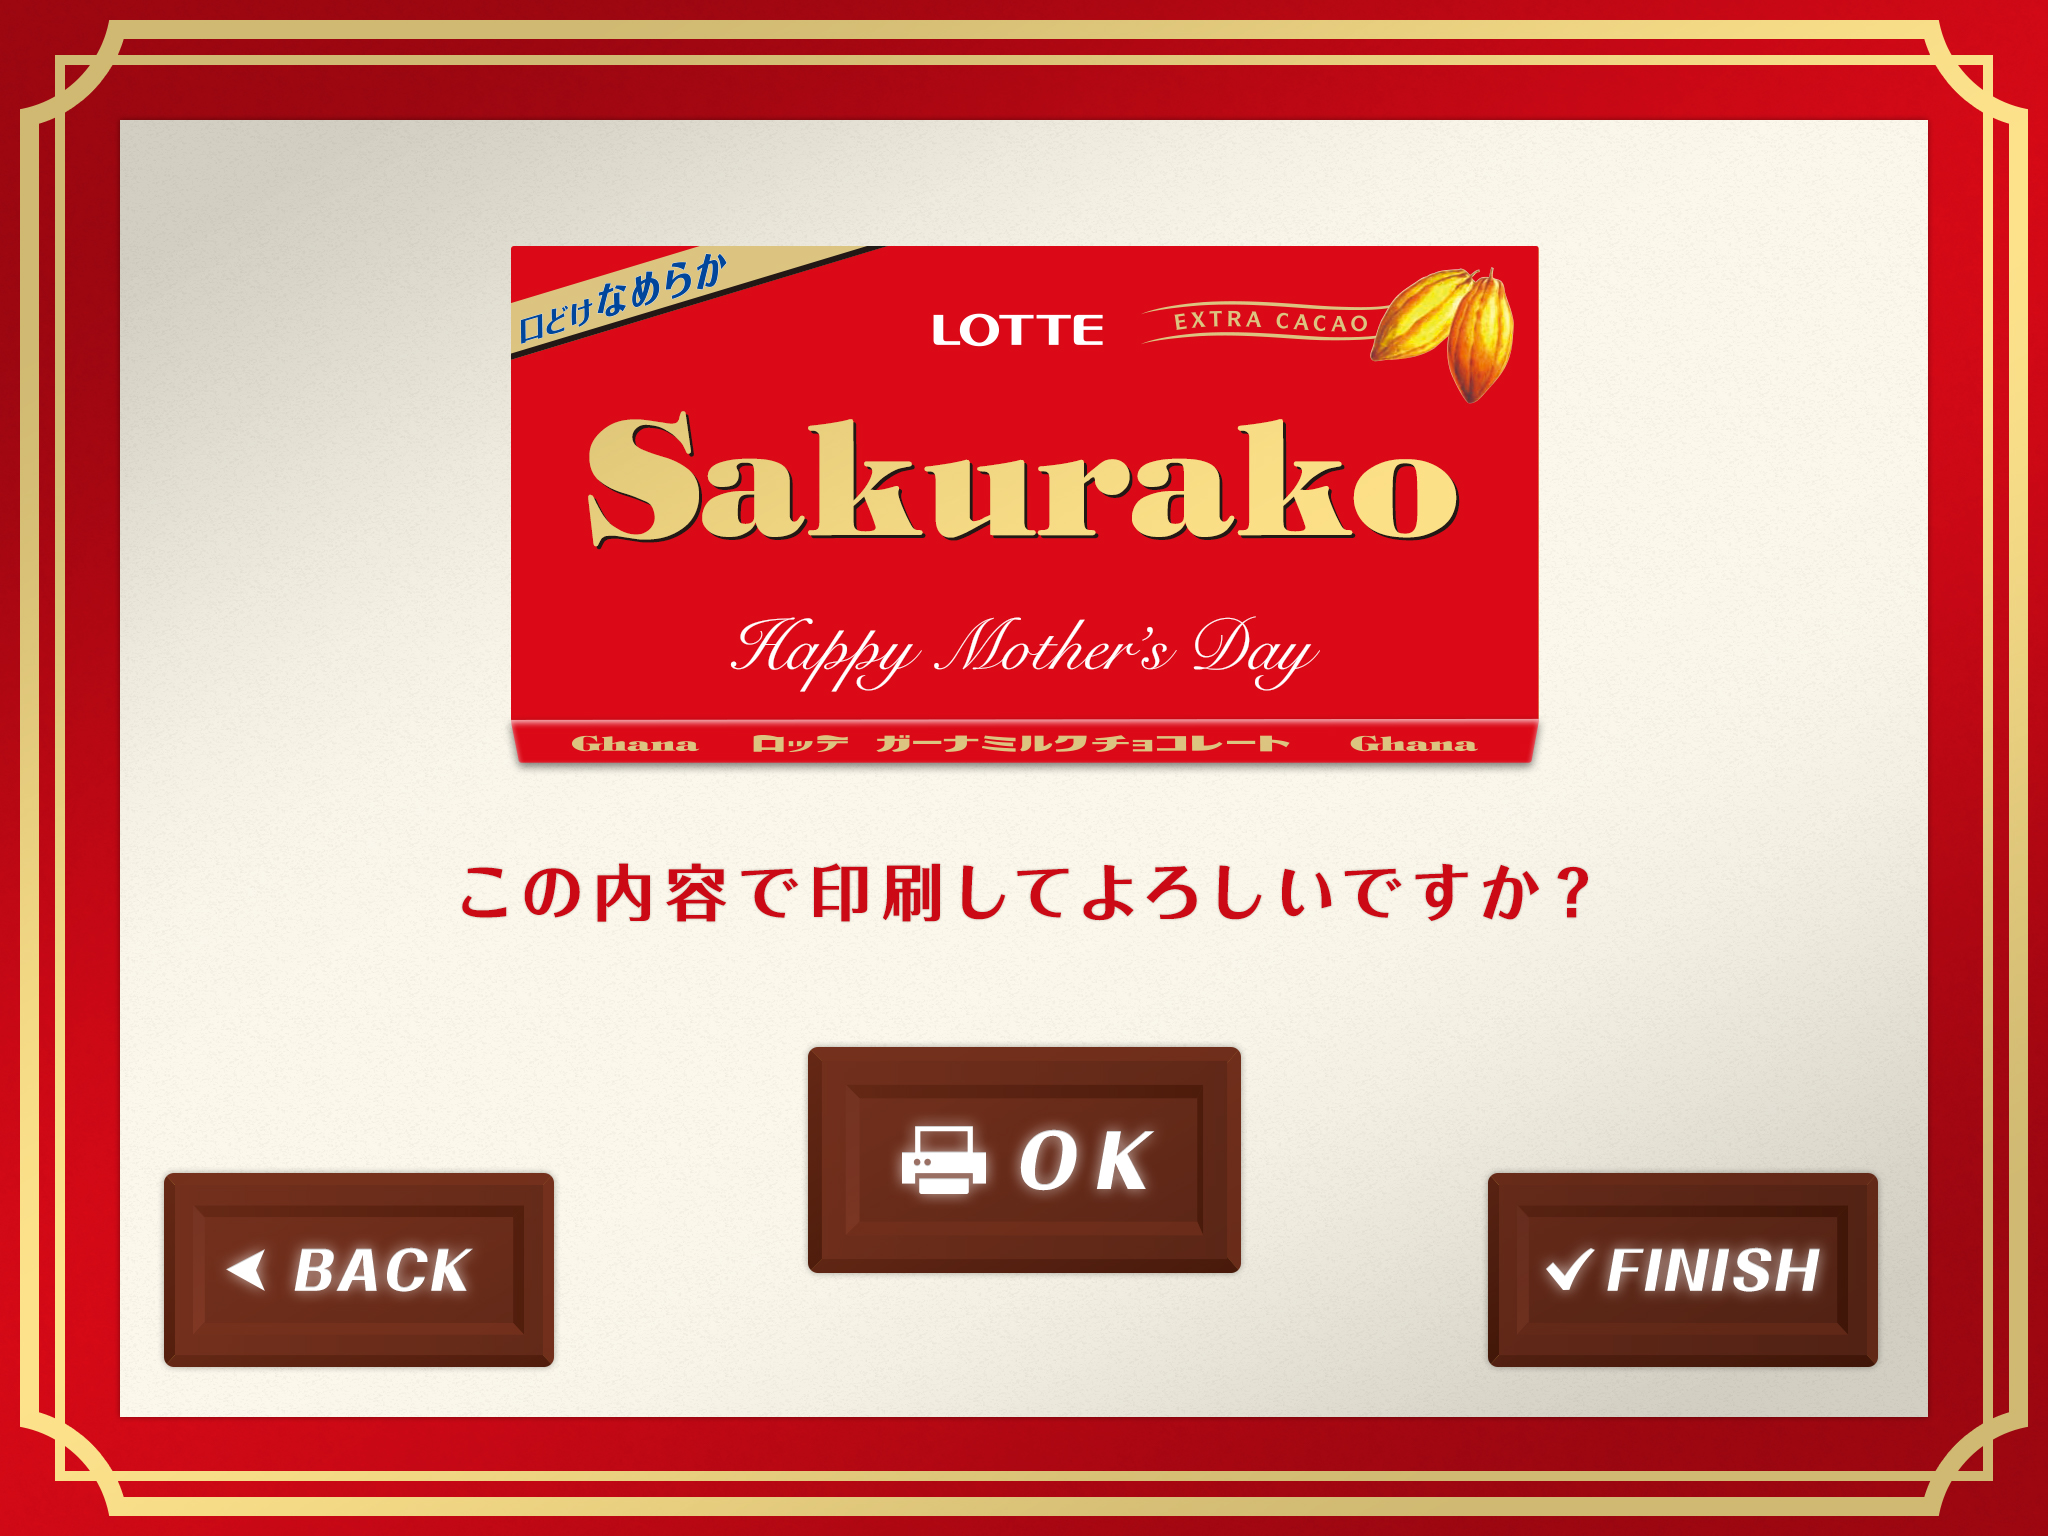 口どけなめらか
LOTTE
EXTRA CACAO
Sakurako
Happy Mother's Day
Ghana ロッテ ガーナミルクチョコレート Ghana
この内容で印刷してよろしいですか？
OK
BACK
FINISH